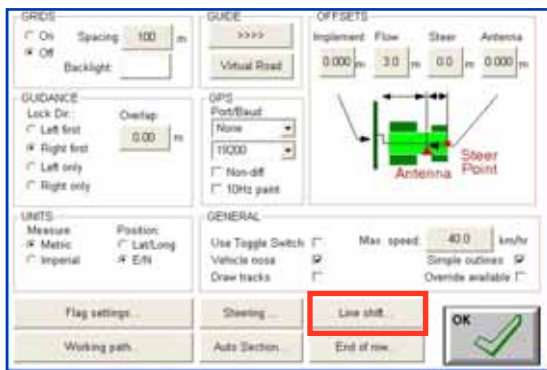 GRIDS
On Spacing 100 m
Off
Backlight:
GUIDE
>>>>
Virtual Road
OFFSETS
Implement Flow Steer Antenna
0.000 m 3.0 m 0.0 m 0.000 m
Antenna
Steer
Point
GUIDANCE
Lock Dir.: Overlap:
Left first 0.00 m
Right first
Left only
Right only
GPS
Port/Baud:
None
19200
Non-diff
10Hz paint
UNITS
Measure: Position:
Metric Lat/Long
Imperial E/N
GENERAL
Use Toggle Switch Max speed: 40.0 km/hr
Vehicle nose Simple outlines
Draw tracks Override available
Flag settings... Steering ... Line shift...
Working path... Auto Section... End of row...
OK